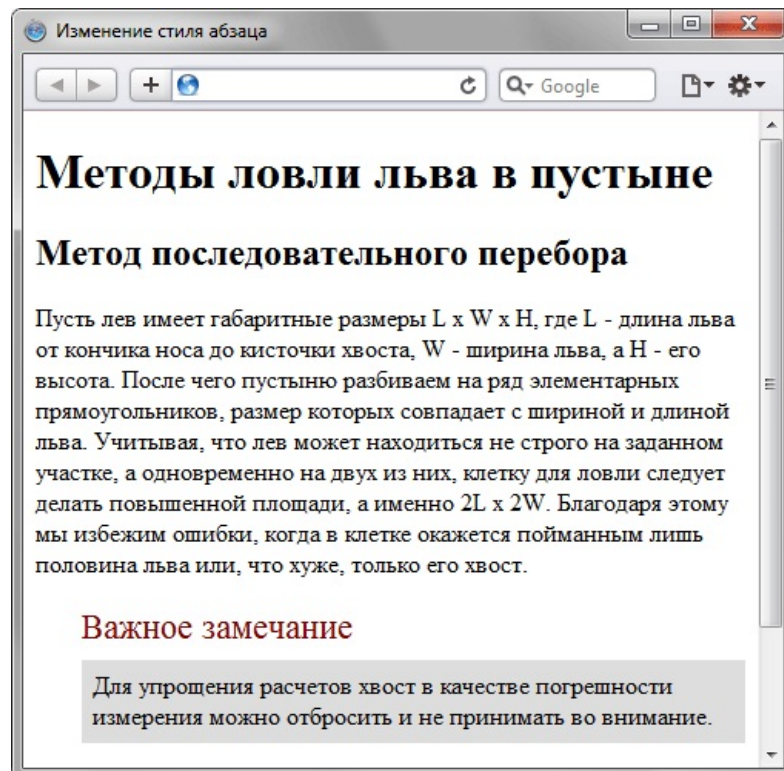 Изменение стиля абзаца
Google
Методы ловли льва в пустыне
Метод последовательного перебора
Пусть лев имеет габаритные размеры L x W x H, где L - длина льва
от кончика носа до кисточки хвоста, W - ширина льва, а H - его
высота. После чего пустыню разбиваем на ряд элементарных
прямоугольников, размер которых совпадает с шириной и длиной
льва. Учитывая, что лев может находиться не строго на заданном
участке, а одновременно на двух из них, клетку для ловли следует
делать повышенной площади, а именно 2L x 2W. Благодаря этому
мы избежим ошибки, когда в клетке окажется пойманным лишь
половина льва или, что хуже, только его хвост.
Важное замечание
Для упрощения расчетов хвост в качестве погрешности
измерения можно отбросить и не принимать во внимание.